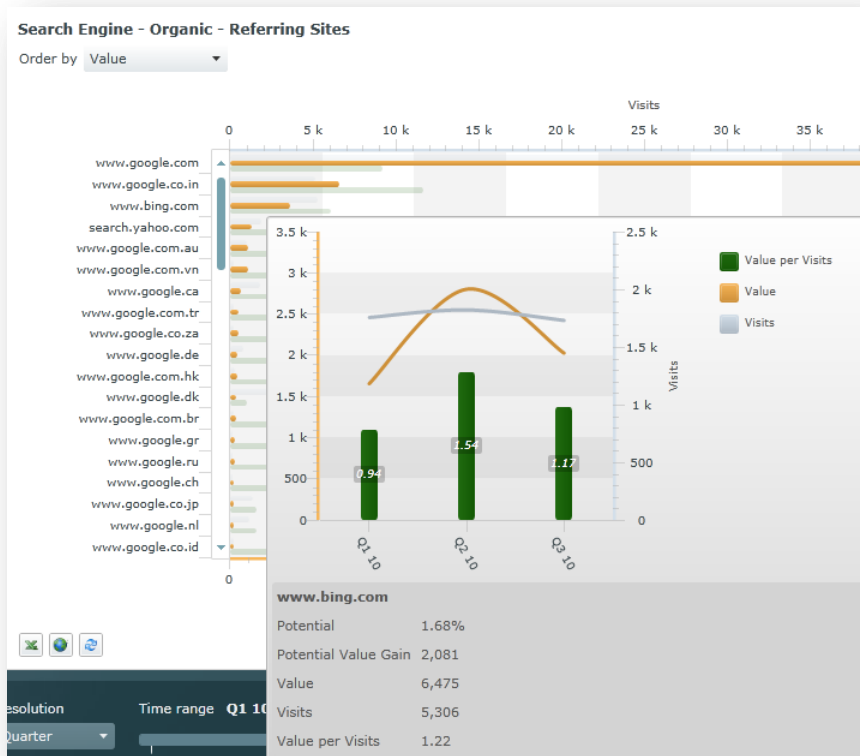 Search Engine - Organic - Referring Sites
Order by Value
Visits
0 5 k 10 k 15 k 20 k 25 k 30 k 35 k
www.google.com
www.google.co.in
www.bing.com
search.yahoo.com
www.google.com.au
www.google.com.vn
www.google.ca
www.google.com.tr
www.google.co.za
www.google.de
www.google.com.hk
www.google.dk
www.google.com.br
www.google.gr
www.google.ru
www.google.ch
www.google.co.jp
www.google.nl
www.google.co.id
0
3.5 k
3 k
2.5 k
2 k
1.5 k
1 k
500
0
2.5 k
2 k
1.5 k
1 k
500
0
Visits
0.94
1.54
1.17
Q1 10
Q2 10
Q3 10
Value per Visits
Value
Visits
www.bing.com
Potential 1.68%
Potential Value Gain 2,081
Value 6,475
Visits 5,306
Value per Visits 1.22
esolution
Quarter
Time range Q1 10